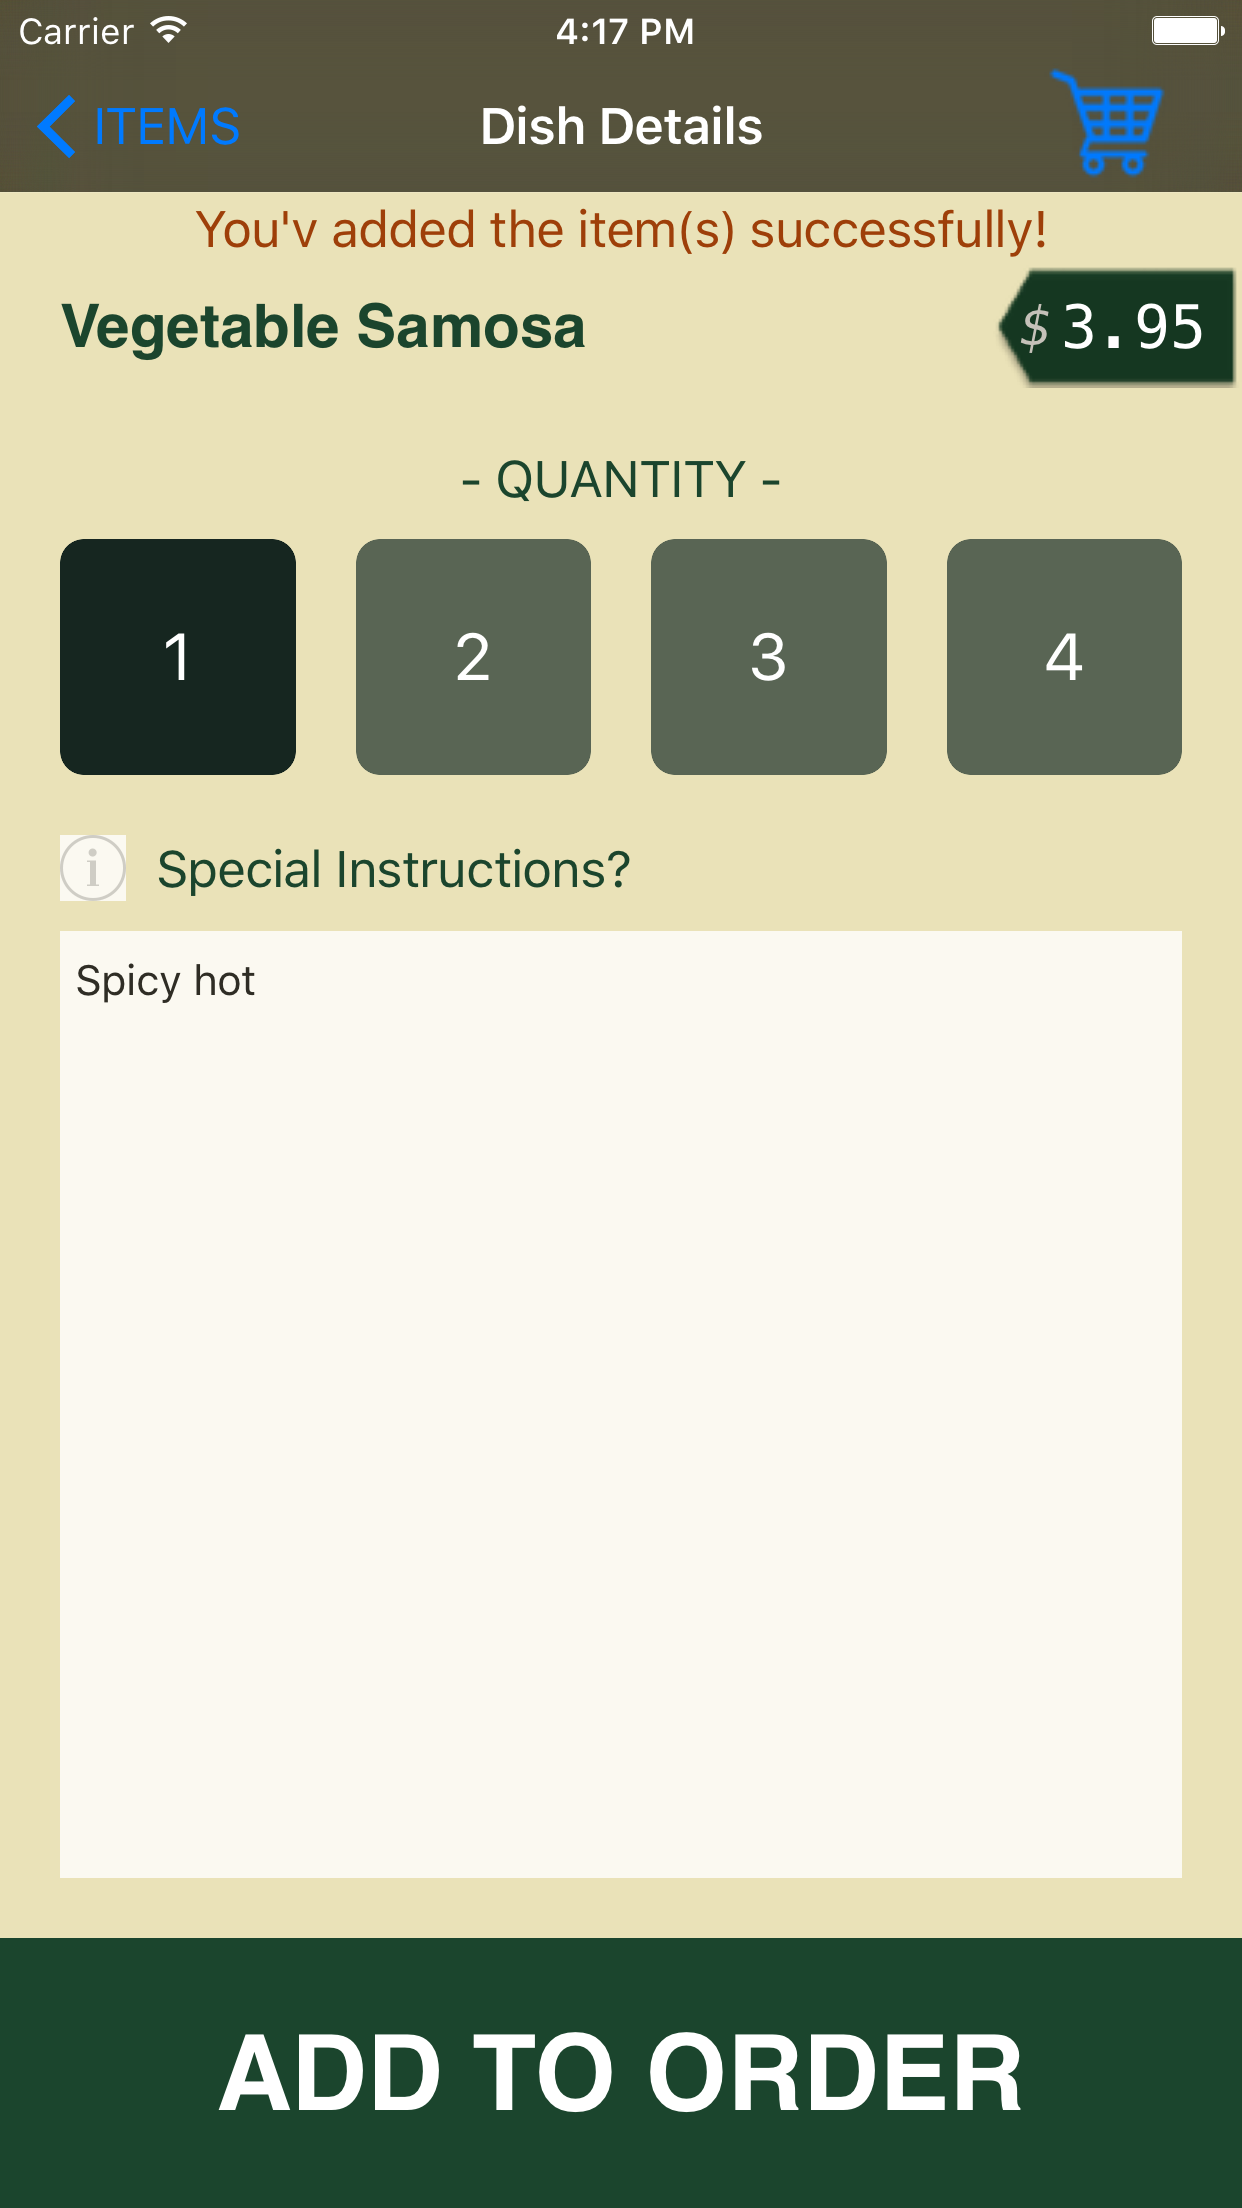 Carrier 4:17 PM
ITEMS Dish Details
You'v added the item(s) successfully!
Vegetable Samosa $3.95
- QUANTITY -
1 2 3 4
i Special Instructions?
Spicy hot
ADD TO ORDER